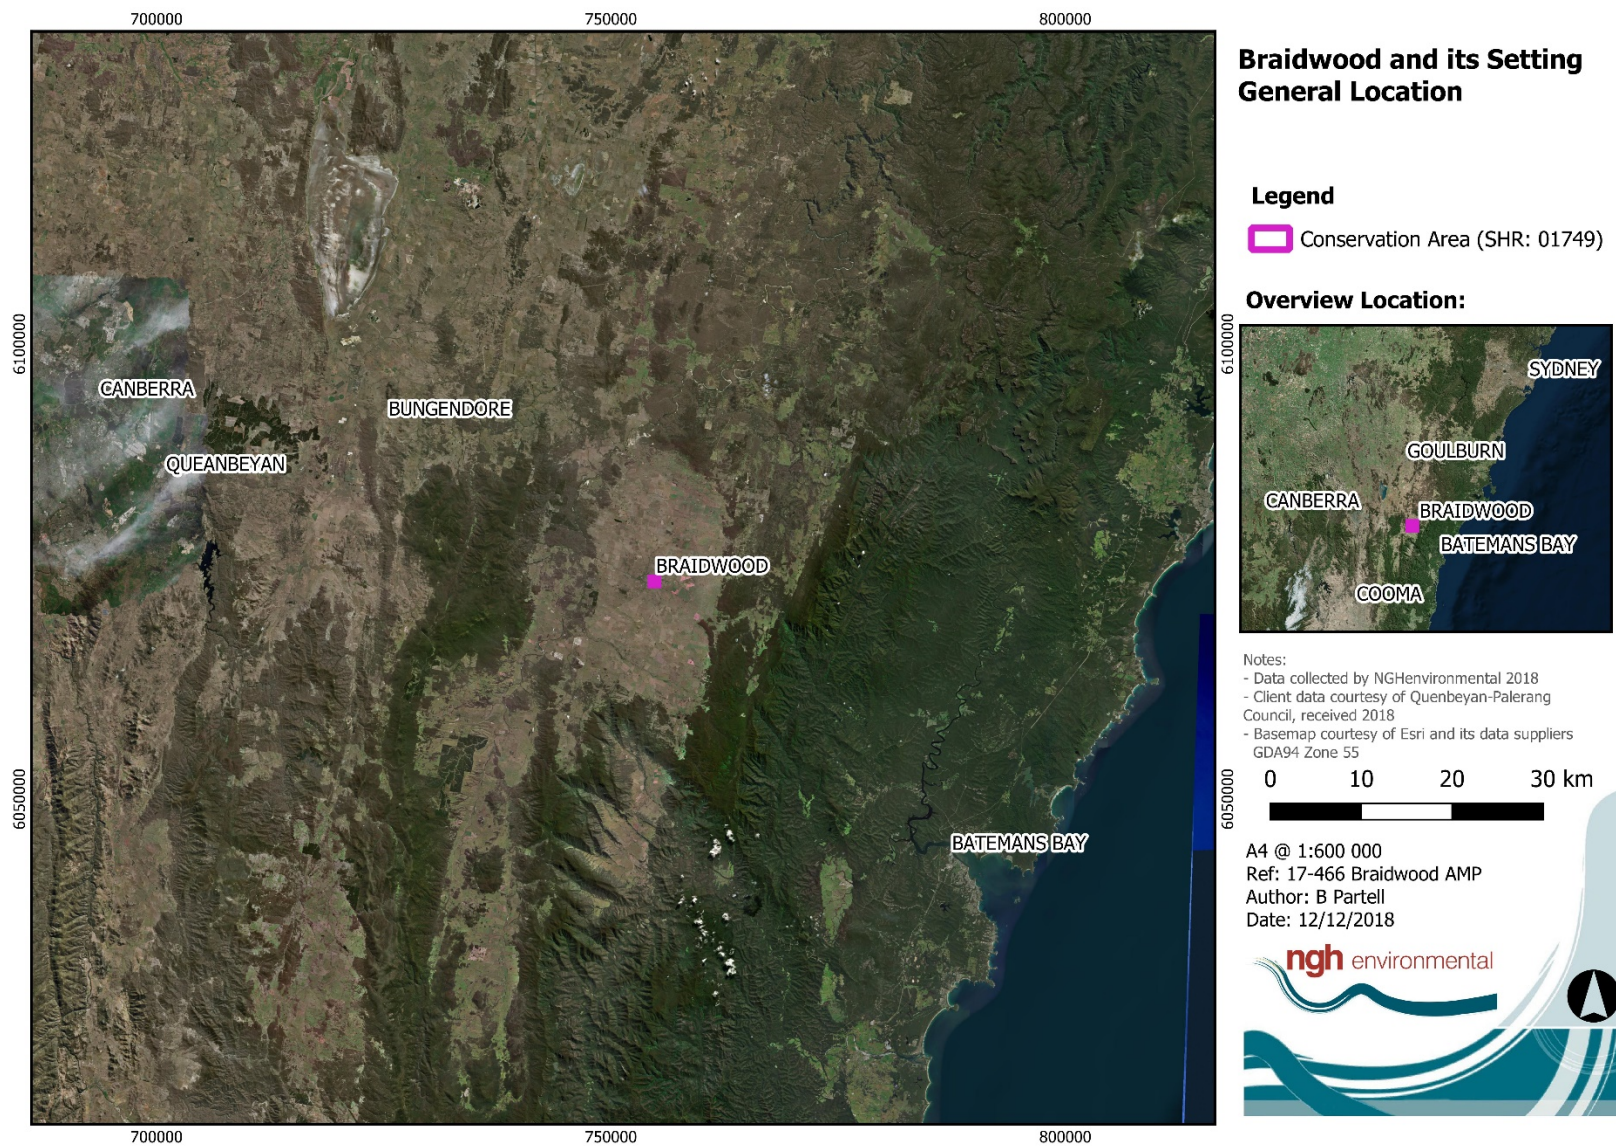 700000
750000
800000
Braidwood and its Setting
General Location
Legend
Conservation Area (SHR: 01749)
Overview Location:
6100000
6100000
SYDNEY
CANBERRA
BUNGENDORE
GOULBURN
QUEANBEYAN
CANBERRA
BRAIDWOOD
BATEMANS BAY
BRAIDWOOD
COOMA
Notes:
- Data collected by NGHenvironmental 2018
- Client data courtesy of Quenbeyan-Palerang
Council, received 2018
- Basemap courtesy of Esri and its data suppliers
GDA94 Zone 55
6050000
6050000
0 10 20 30 km
BATEMANS BAY
A4 @ 1:600 000
Ref: 17-466 Braidwood AMP
Author: B Partell
Date: 12/12/2018
ngh environmental
700000
750000
800000